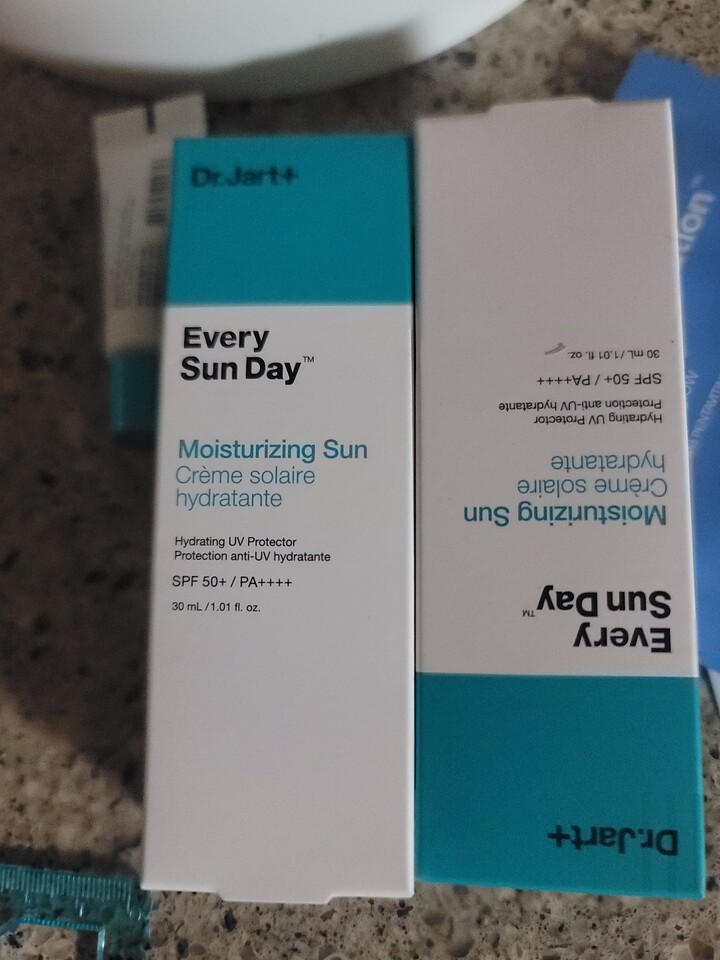 Dr.Jart+
Every
Sun Day™
Moisturizing Sun
Crème solaire
hydratante
Hydrating UV Protector
Protection anti-UV hydratante
SPF 50+ / PA++++
30 mL / 1.01 fl. oz.
Dr.Jart+
Every
Sun Day™
Moisturizing Sun
Crème solaire
hydratante
Hydrating UV Protector
Protection anti-UV hydratante
SPF 50+ / PA++++
30 mL / 1.01 fl. oz.